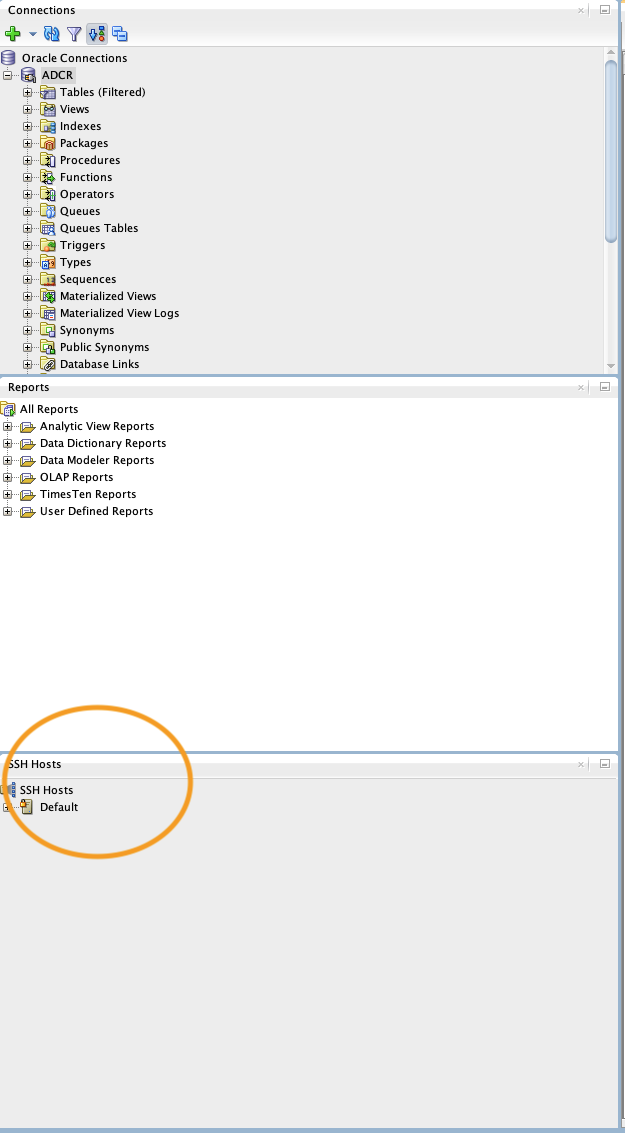 Connections
Oracle Connections
ADCR
Tables (Filtered)
Views
Indexes
Packages
Procedures
Functions
Operators
Queues
Queues Tables
Triggers
Types
Sequences
Materialized Views
Materialized View Logs
Synonyms
Public Synonyms
Database Links
Reports
All Reports
Analytic View Reports
Data Dictionary Reports
Data Modeler Reports
OLAP Reports
TimesTen Reports
User Defined Reports
SSH Hosts
SSH Hosts
Default